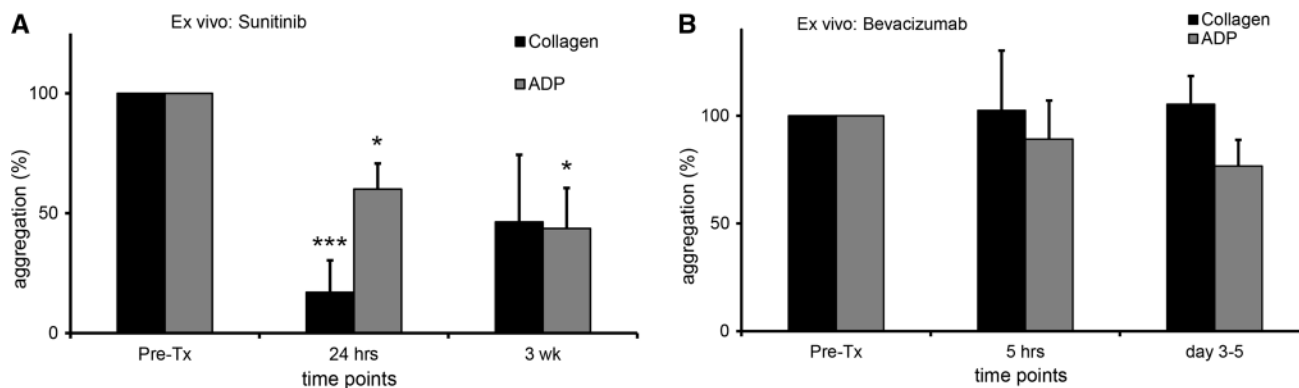 A
Ex vivo: Sunitinib
Collagen
ADP
aggregation (%)
100
50
0
***
*
*
Pre-Tx
24 hrs
3 wk
time points
B
Ex vivo: Bevacizumab
Collagen
ADP
aggregation (%)
100
50
0
Pre-Tx
5 hrs
day 3-5
time points